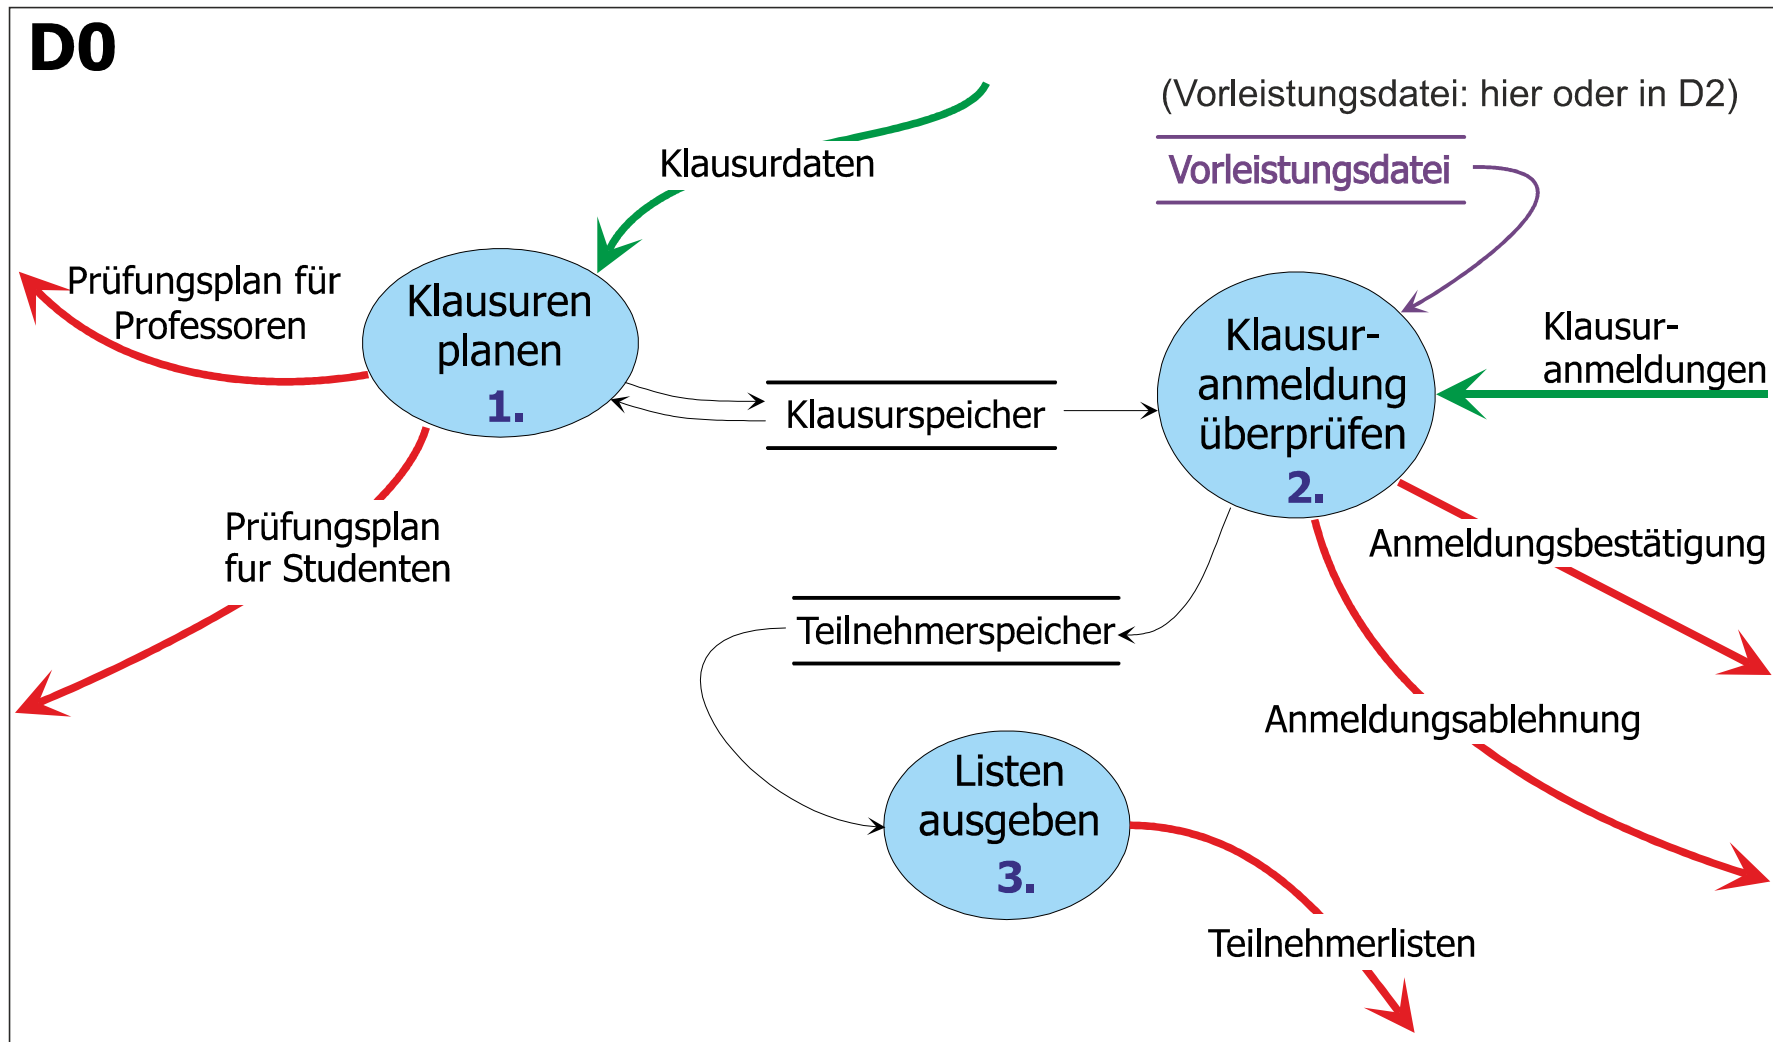 D0
(Vorleistungsdatei: hier oder in D2)
Klausurdaten
Vorleistungsdatei
Prüfungsplan für
Professoren
Klausuren
planen
1.
Klausurspeicher
Klausur-
anmeldung
überprüfen
2.
Klausur-
anmeldungen
Prüfungsplan
fur Studenten
Anmeldungsbestätigung
Teilnehmerspeicher
Anmeldungsablehnung
Listen
ausgeben
3.
Teilnehmerlisten